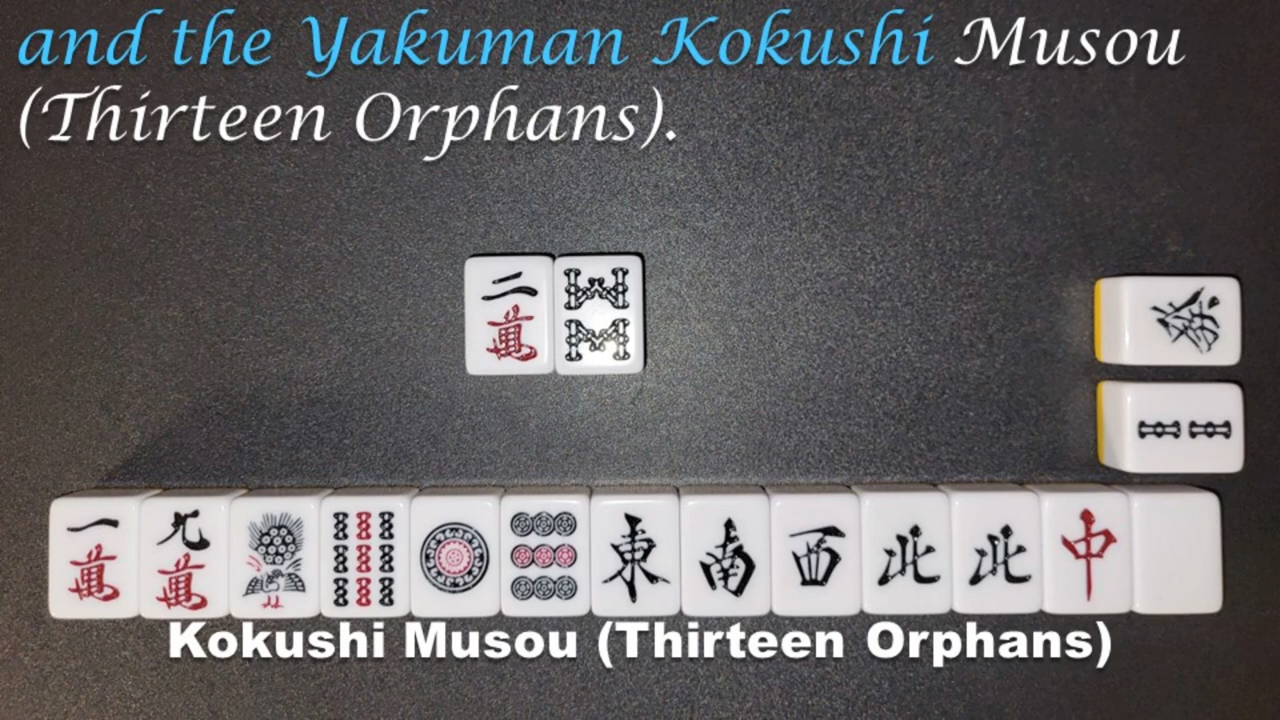 and the Yakuman Kokushi Musou
(Thirteen Orphans).
二萬
發
一萬 九萬 東 南 西 北 北 中
Kokushi Musou (Thirteen Orphans)